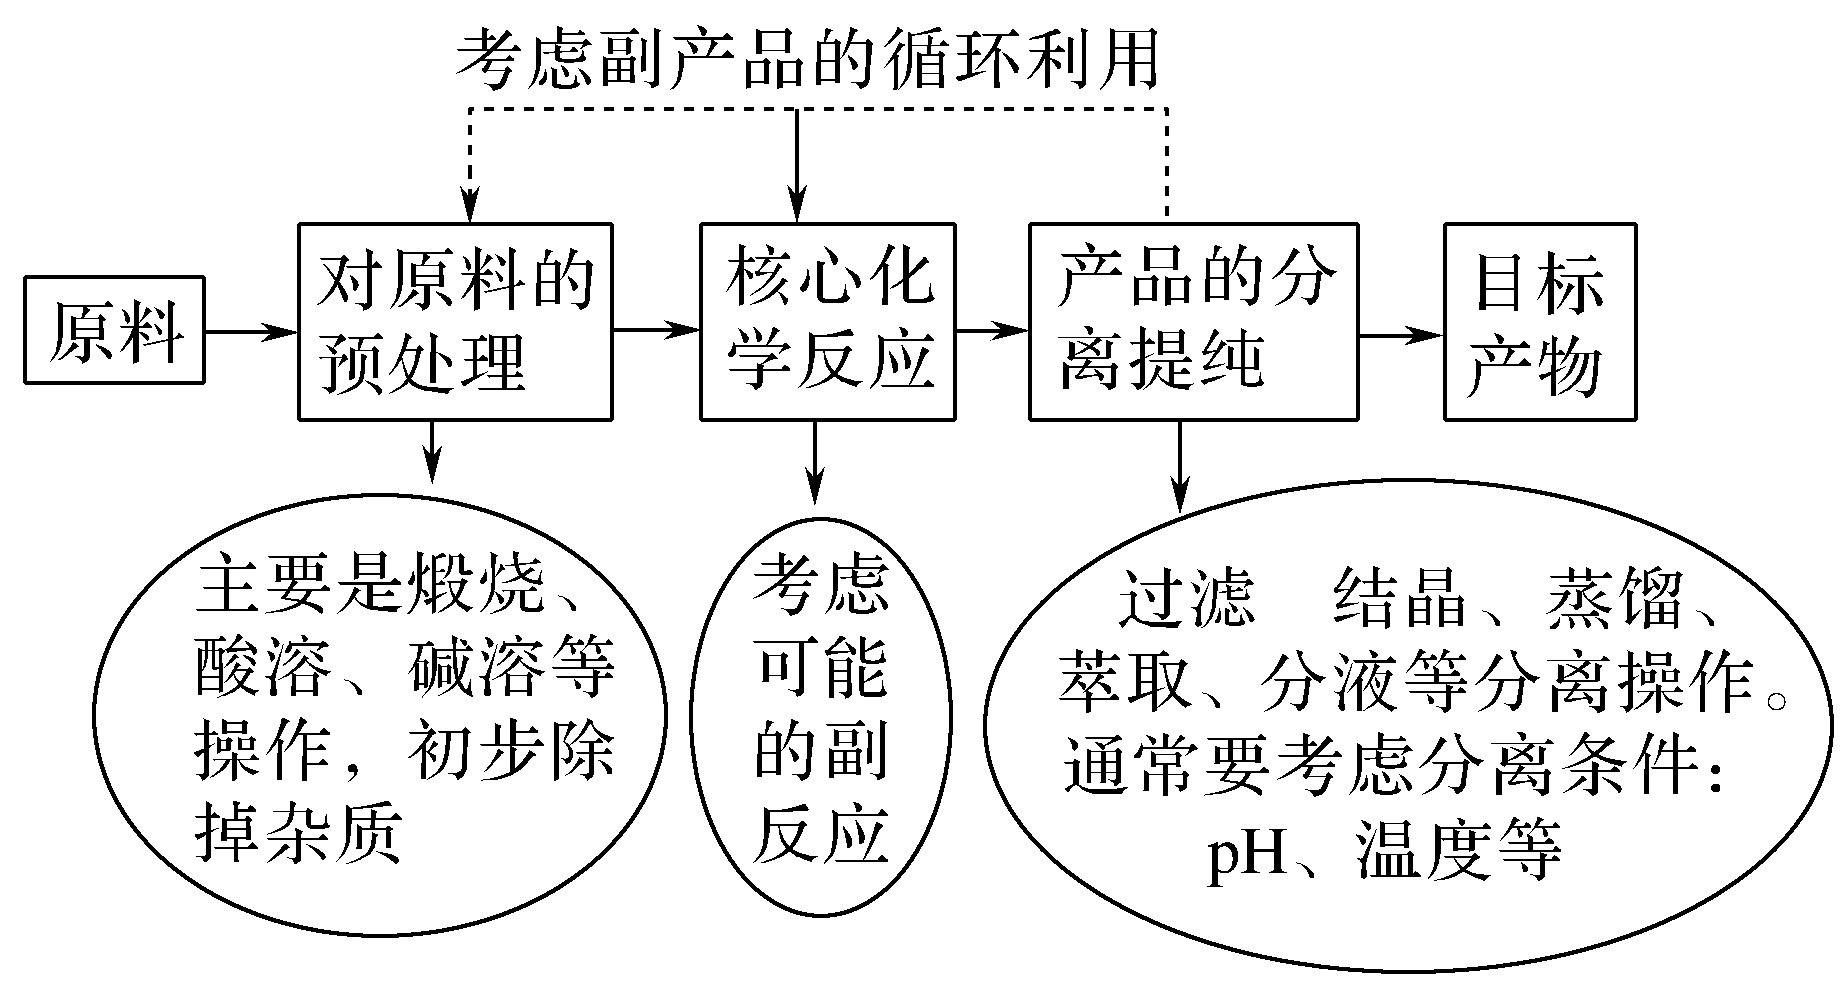 考虑副产品的循环利用
原料
对原料的
预处理
核心化
学反应
产品的分
离提纯
目标
产物
主要是煅烧、
酸溶、碱溶等
操作，初步除
掉杂质
考虑
可能
的副
反应
过滤　结晶、蒸馏、
萃取、分液等分离操作。
通常要考虑分离条件：
pH、温度等